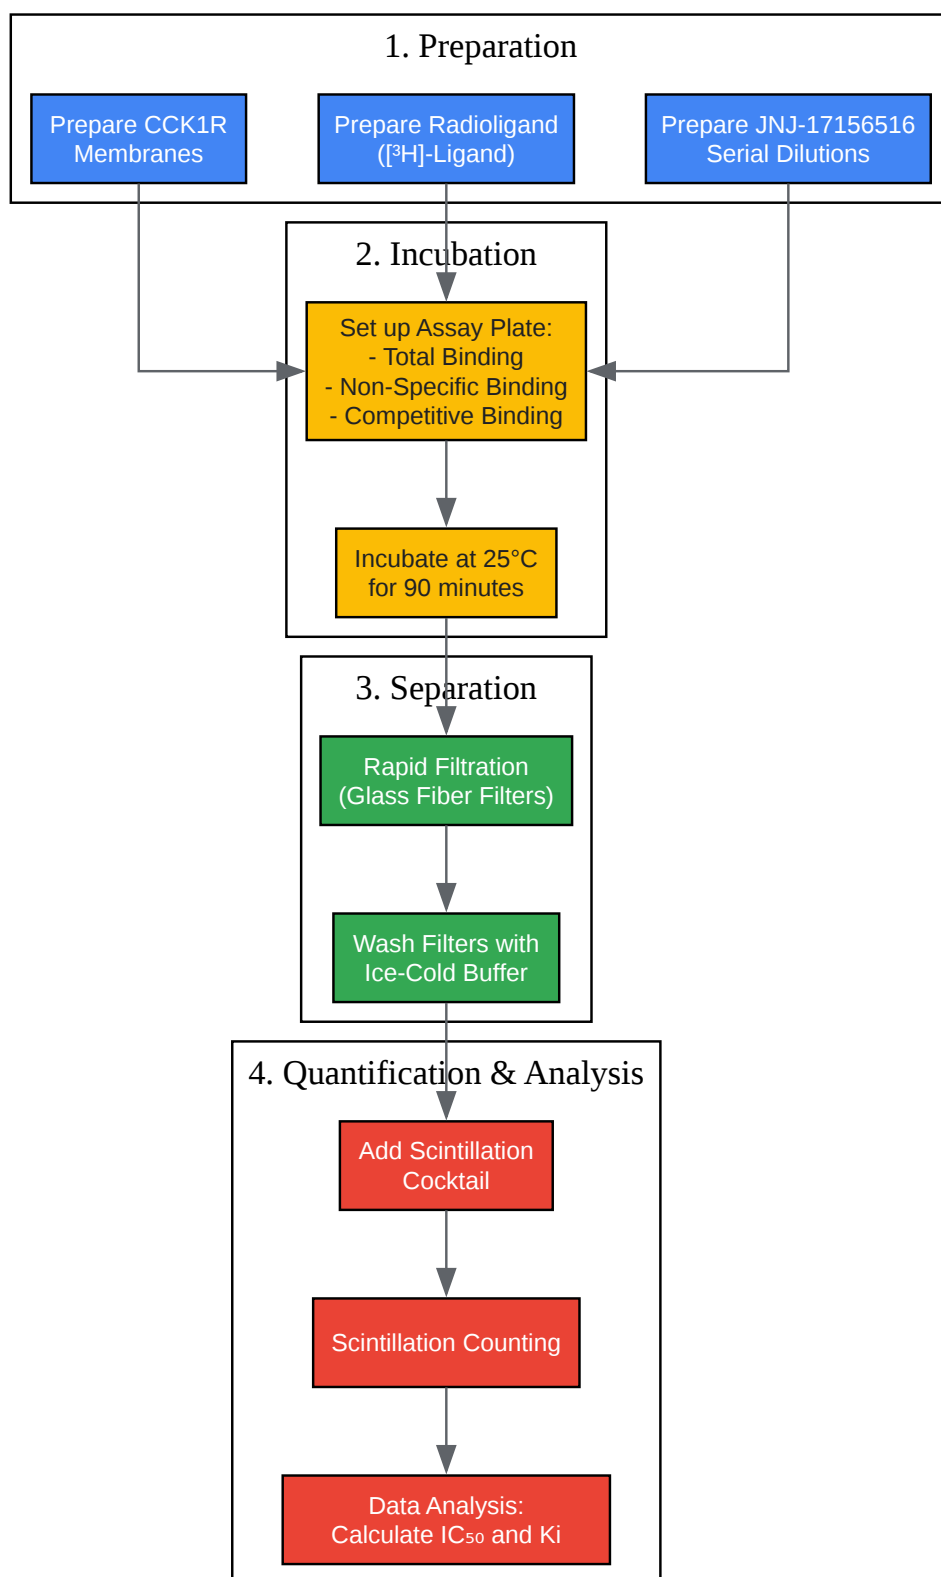 1. Preparation
Prepare CCK1R
Membranes
Prepare Radioligand
([³H]-Ligand)
Prepare JNJ-17156516
Serial Dilutions
2. Incubation
Set up Assay Plate:
- Total Binding
- Non-Specific Binding
- Competitive Binding
Incubate at 25°C
for 90 minutes
3. Separation
Rapid Filtration
(Glass Fiber Filters)
Wash Filters with
Ice-Cold Buffer
4. Quantification & Analysis
Add Scintillation
Cocktail
Scintillation Counting
Data Analysis:
Calculate IC₅₀ and Ki